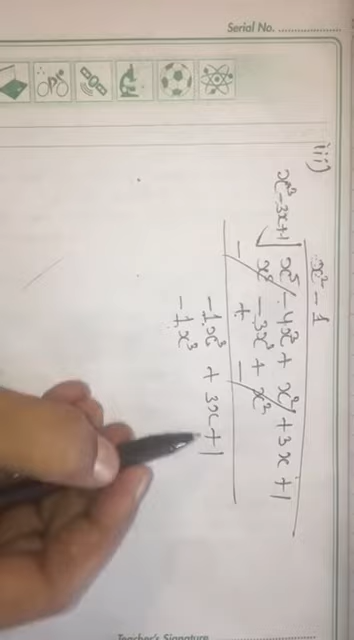 Serial No.
iii)
x² - 1
x³-3x+1 x⁵ - 4x³ + x² + 3x + 1
- x⁵ - 3x³ + x²
+ -
-1x³ + 3x + 1
-1x³
Teacher's Signature